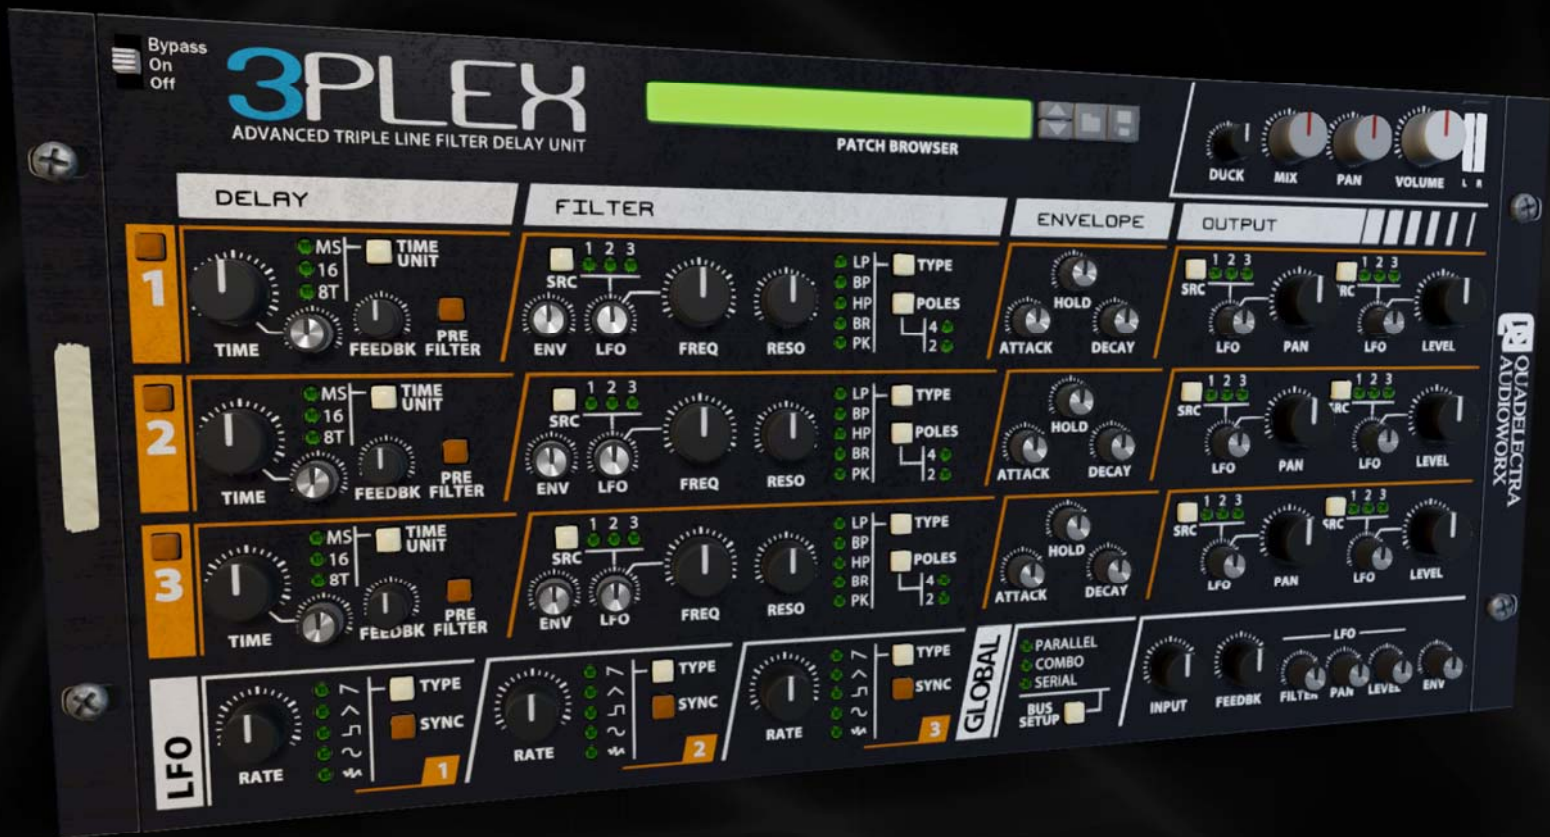 Bypass
On
Off
3PLEX
ADVANCED TRIPLE LINE FILTER DELAY UNIT
PATCH BROWSER
DUCK MIX PAN VOLUME L R
DELAY FILTER ENVELOPE OUTPUT
1
TIME
MS
16
8T
TIME UNIT
FEEDBK
PRE FILTER
SRC
1 2 3
ENV LFO FREQ RESO
LP
BP
HP
BR
PK
TYPE
POLES
4
2
HOLD
ATTACK DECAY
SRC
1 2 3
LFO
PAN
SRC
1 2 3
LFO
LEVEL
2
TIME
MS
16
8T
TIME UNIT
FEEDBK
PRE FILTER
SRC
1 2 3
ENV LFO FREQ RESO
LP
BP
HP
BR
PK
TYPE
POLES
4
2
HOLD
ATTACK DECAY
SRC
1 2 3
LFO
PAN
SRC
1 2 3
LFO
LEVEL
3
TIME
MS
16
8T
TIME UNIT
FEEDBK
PRE FILTER
SRC
1 2 3
ENV LFO FREQ RESO
LP
BP
HP
BR
PK
TYPE
POLES
4
2
HOLD
ATTACK DECAY
SRC
1 2 3
LFO
PAN
SRC
1 2 3
LFO
LEVEL
LFO
RATE
TYPE
SYNC
1
RATE
TYPE
SYNC
2
RATE
TYPE
SYNC
3
GLOBAL
PARALLEL
COMBO
SERIAL
BUS SETUP
INPUT FEEDBK
LFO
FILTER PAN LEVEL ENV
QUADELECTRA
AUDIOWORX